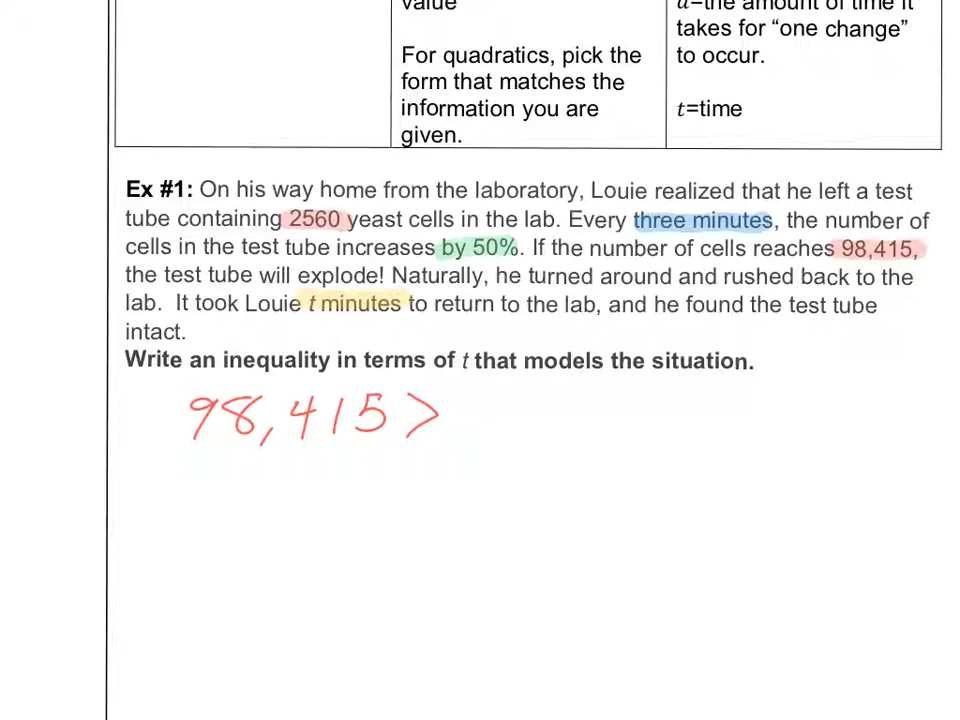 value
For quadratics, pick the
form that matches the
information you are
given.
a=the amount of time it
takes for “one change”
to occur.
t=time
Ex #1: On his way home from the laboratory, Louie realized that he left a test
tube containing 2560 yeast cells in the lab. Every three minutes, the number of
cells in the test tube increases by 50%. If the number of cells reaches 98,415,
the test tube will explode! Naturally, he turned around and rushed back to the
lab. It took Louie t minutes to return to the lab, and he found the test tube
intact.
Write an inequality in terms of t that models the situation.
98,415 >